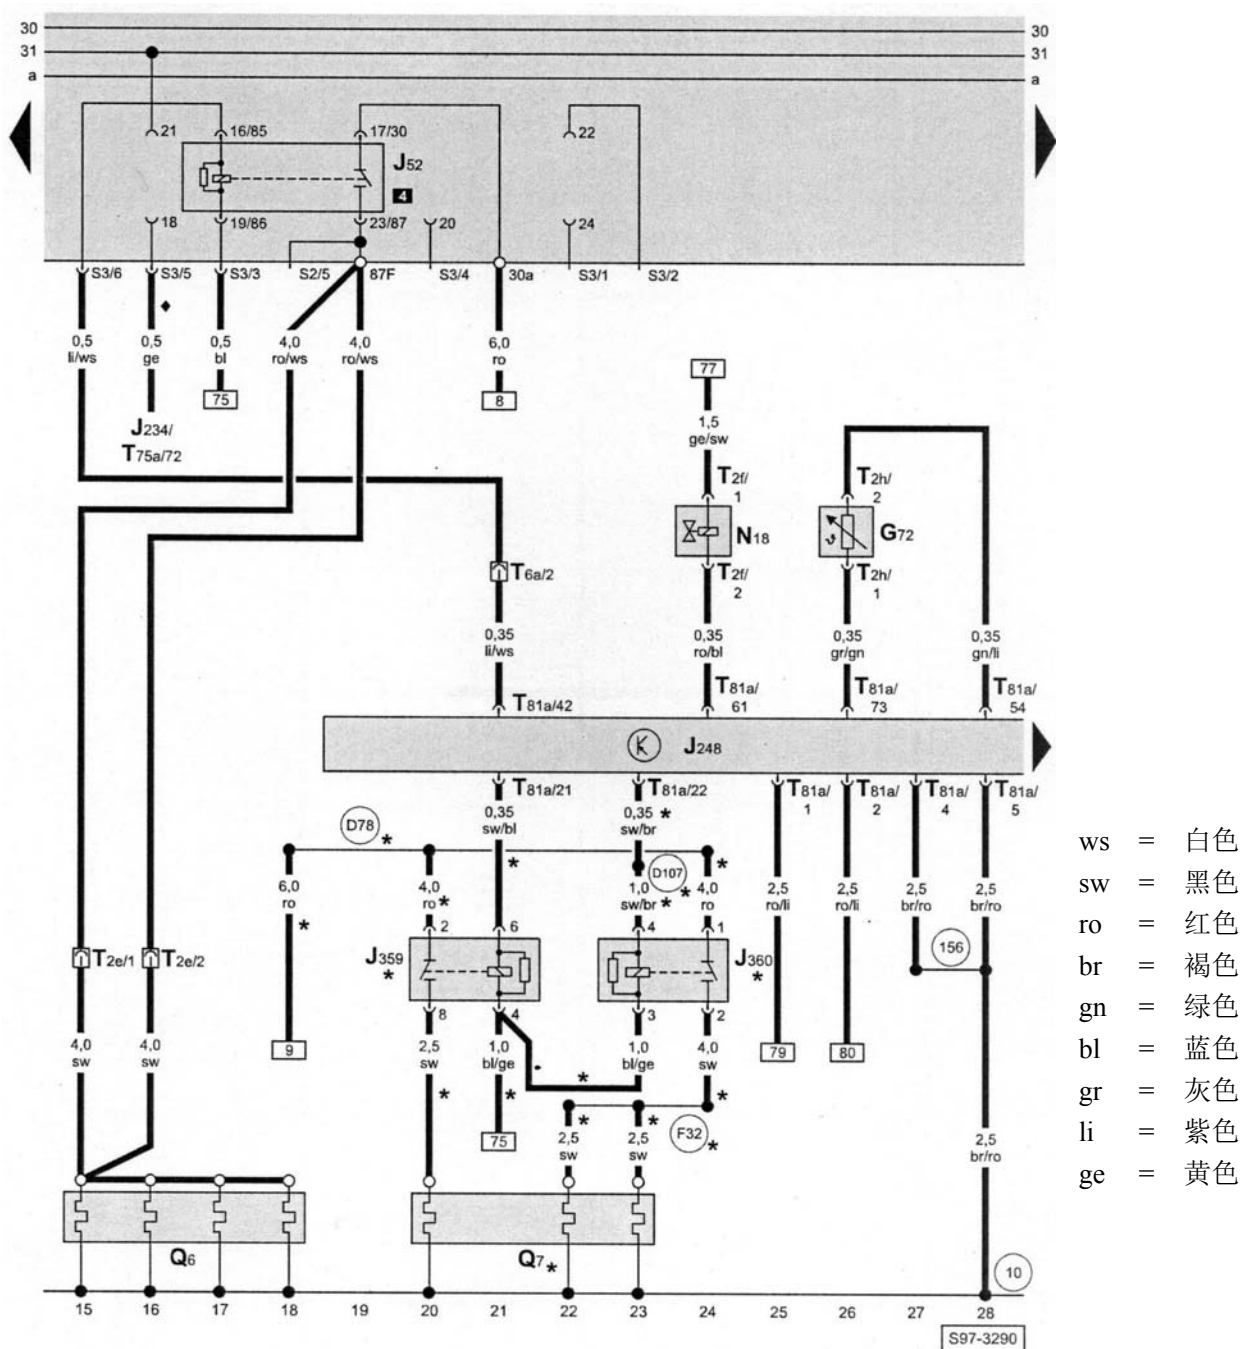 30 30
31 31
a a
21 16/85 17/30 22
J52
4
18 19/86 23/87 20 24
S3/6 S3/5 S3/3 S2/5 87F S3/4 30a S3/1 S3/2
♦
0,5 0,5 0,5 4,0 4,0 6,0
li/ws ge bl ro/ws ro/ws ro
77
75 8
J234/
T75a/72
1,5
ge/sw
T2f/ T2h/
1 2
N18 G72
T6a/2
T2f/ T2h/
2 1
0,35 0,35 0,35 0,35
li/ws ro/bl gr/gn gn/li
T81a/42 T81a/ T81a/ T81a/
61 73 54
J248
T81a/21 T81a/22 T81a/ T81a/ T81a/ T81a/
1 2 4 5
0,35 0,35 *
sw/bl sw/br
D78 *
* D107 * *
6,0 4,0 1,0 4,0 2,5 2,5 2,5 2,5
ro ro* sw/br * ro ro/li ro/li br/ro br/ro
*
2 6 4 1
156
T2e/1 T2e/2 J359 * J360 *
8 4 3 2
4,0 4,0 9 2,5 1,0 1,0 4,0 79 80
sw sw sw bl/ge bl/ge sw
* * * *
75 * * F32 *
2,5 2,5 2,5
sw sw br/ro
Q6 Q7*
10
15 16 17 18 19 20 21 22 23 24 25 26 27 28
S97-3290
ws = 白色
sw = 黑色
ro = 红色
br = 褐色
gn = 绿色
bl = 蓝色
gr = 灰色
li = 紫色
ge = 黄色